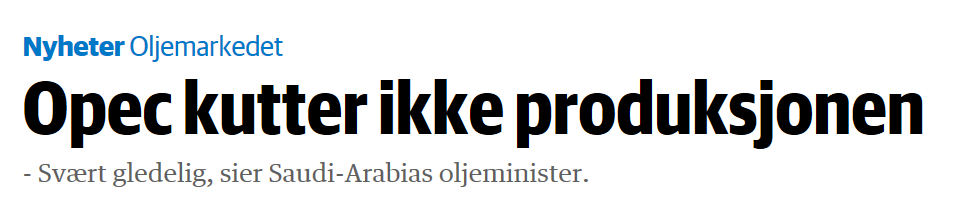 Nyheter Oljemarkedet
Opec kutter ikke produksjonen
- Svært gledelig, sier Saudi-Arabias oljeminister.